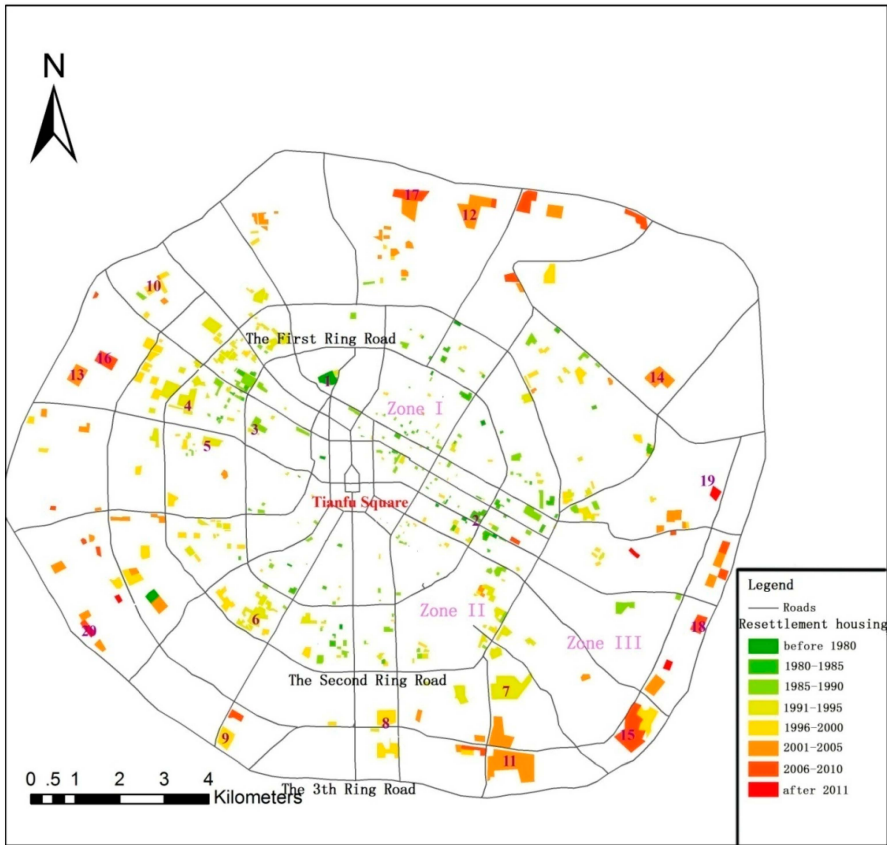 N
17
12
10
The First Ring Road
16
13
1
14
Zone I
4
3
5
19
Tianfu Square
2
Legend
Roads
Resettlement housing
before 1980
1980-1985
1985-1990
1991-1995
1996-2000
2001-2005
2006-2010
after 2011
Zone II
6
18
20
Zone III
The Second Ring Road
7
8
9
15
11
0 .5 1 2 3 4
Kilometers
The 3th Ring Road